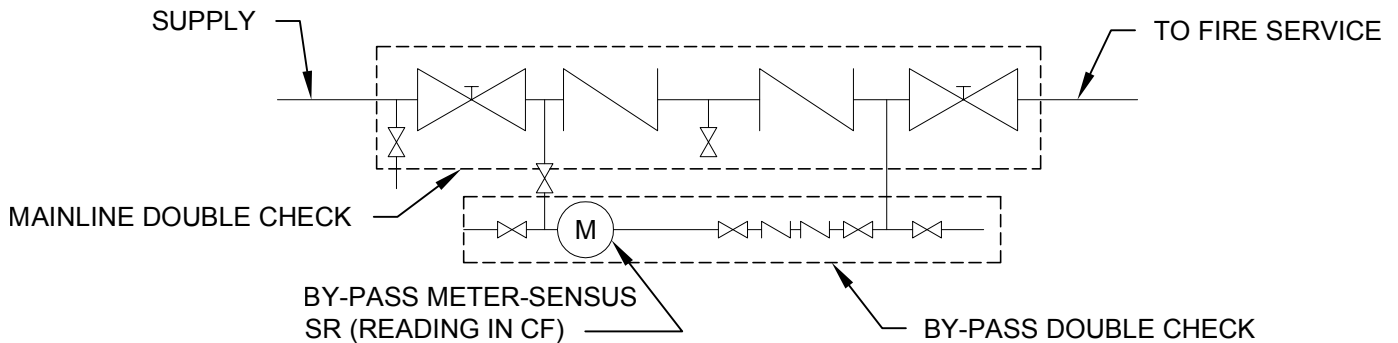 SUPPLY
TO FIRE SERVICE
MAINLINE DOUBLE CHECK
M
BY-PASS METER-SENSUS
SR (READING IN CF)
BY-PASS DOUBLE CHECK